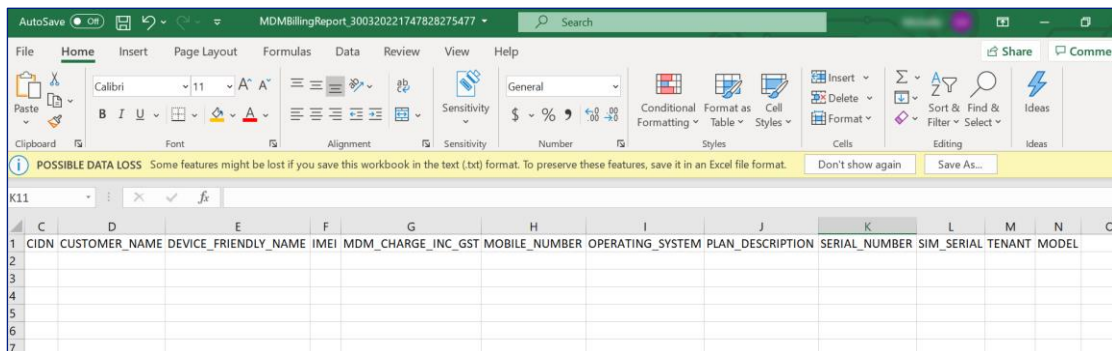 AutoSave Off MDMBillingReport_300320221747828275477 Search
File Home Insert Page Layout Formulas Data Review View Help Share Comme
Paste Calibri 11 A A ab General Insert
B I U A Sensitivity $ % 9 Conditional Formatting Format as Table Cell Styles Delete Format Sort & Filter Find & Select Ideas
Clipboard Font Alignment Sensitivity Number Styles Cells Editing Ideas
POSSIBLE DATA LOSS Some features might be lost if you save this workbook in the text (.txt) format. To preserve these features, save it in an Excel file format. Don't show again Save As...
K11 fx
C D E F G H I J K L M N O
1 CIDN CUSTOMER_NAME DEVICE_FRIENDLY_NAME IMEI MDM_CHARGE_INC_GST MOBILE_NUMBER OPERATING_SYSTEM PLAN_DESCRIPTION SERIAL_NUMBER SIM_SERIAL TENANT MODEL
2
3
4
5
6
7